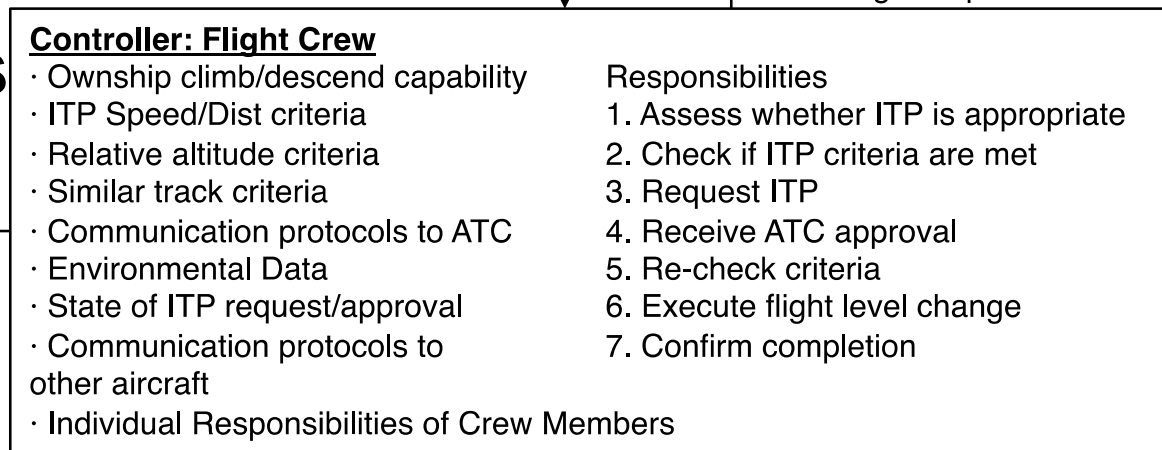 Controller: Flight Crew
· Ownship climb/descend capability
· ITP Speed/Dist criteria
· Relative altitude criteria
· Similar track criteria
· Communication protocols to ATC
· Environmental Data
· State of ITP request/approval
· Communication protocols to
other aircraft
· Individual Responsibilities of Crew Members
Responsibilities
1. Assess whether ITP is appropriate
2. Check if ITP criteria are met
3. Request ITP
4. Receive ATC approval
5. Re-check criteria
6. Execute flight level change
7. Confirm completion